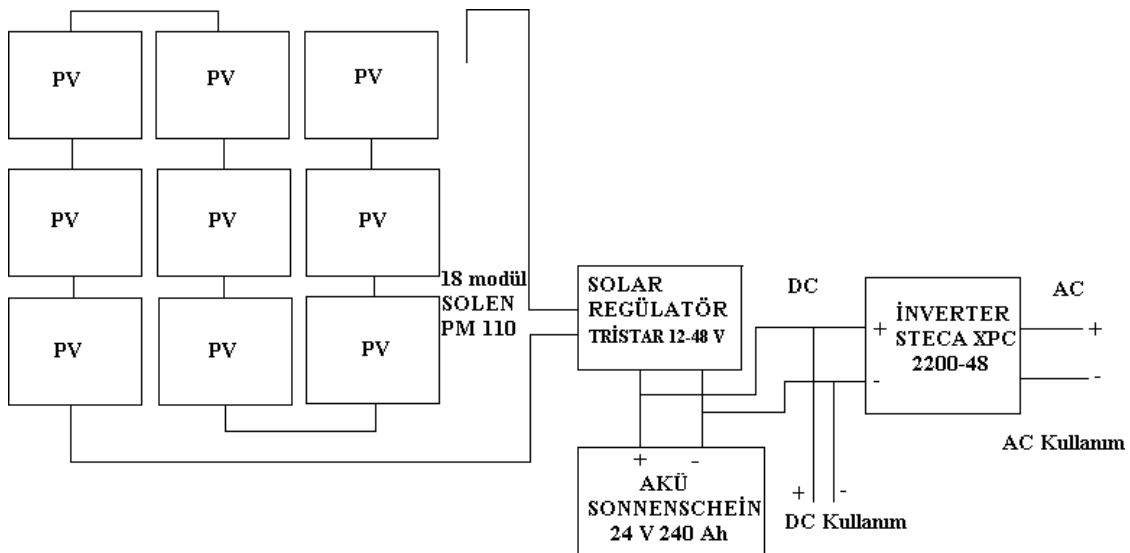 PV
PV
PV
PV
PV
PV
PV
PV
PV
18 modül
SOLEN
PM 110
SOLAR
REGÜLATÖR
TRİSTAR 12-48 V
DC
İNVERTER
STECA XPC
2200-48
+
-
AC
+
-
AC Kullanım
+ -
AKÜ
SONNENSCHEİN
24 V 240 Ah
+ -
DC Kullanım